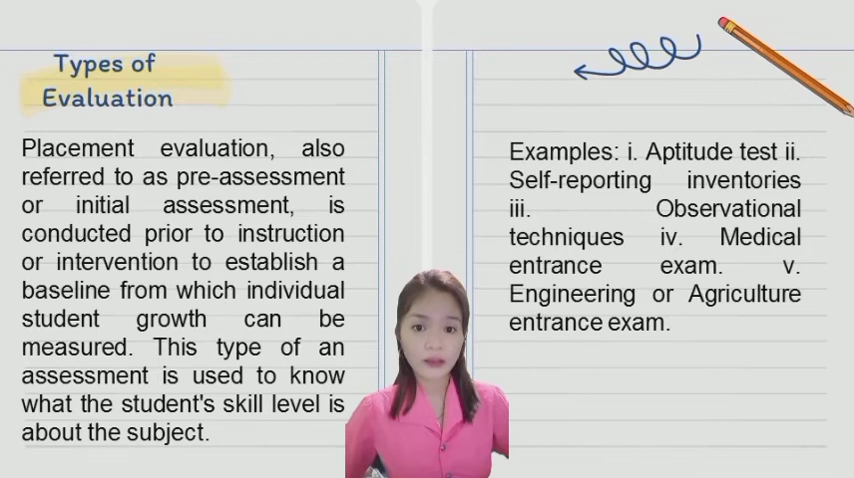 Types of
Evaluation
Placement evaluation, also
referred to as pre-assessment
or initial assessment, is
conducted prior to instruction
or intervention to establish a
baseline from which individual
student growth can be
measured. This type of an
assessment is used to know
what the student's skill level is
about the subject.
Examples: i. Aptitude test ii.
Self-reporting inventories
iii. Observational
techniques iv. Medical
entrance exam. v.
Engineering or Agriculture
entrance exam.